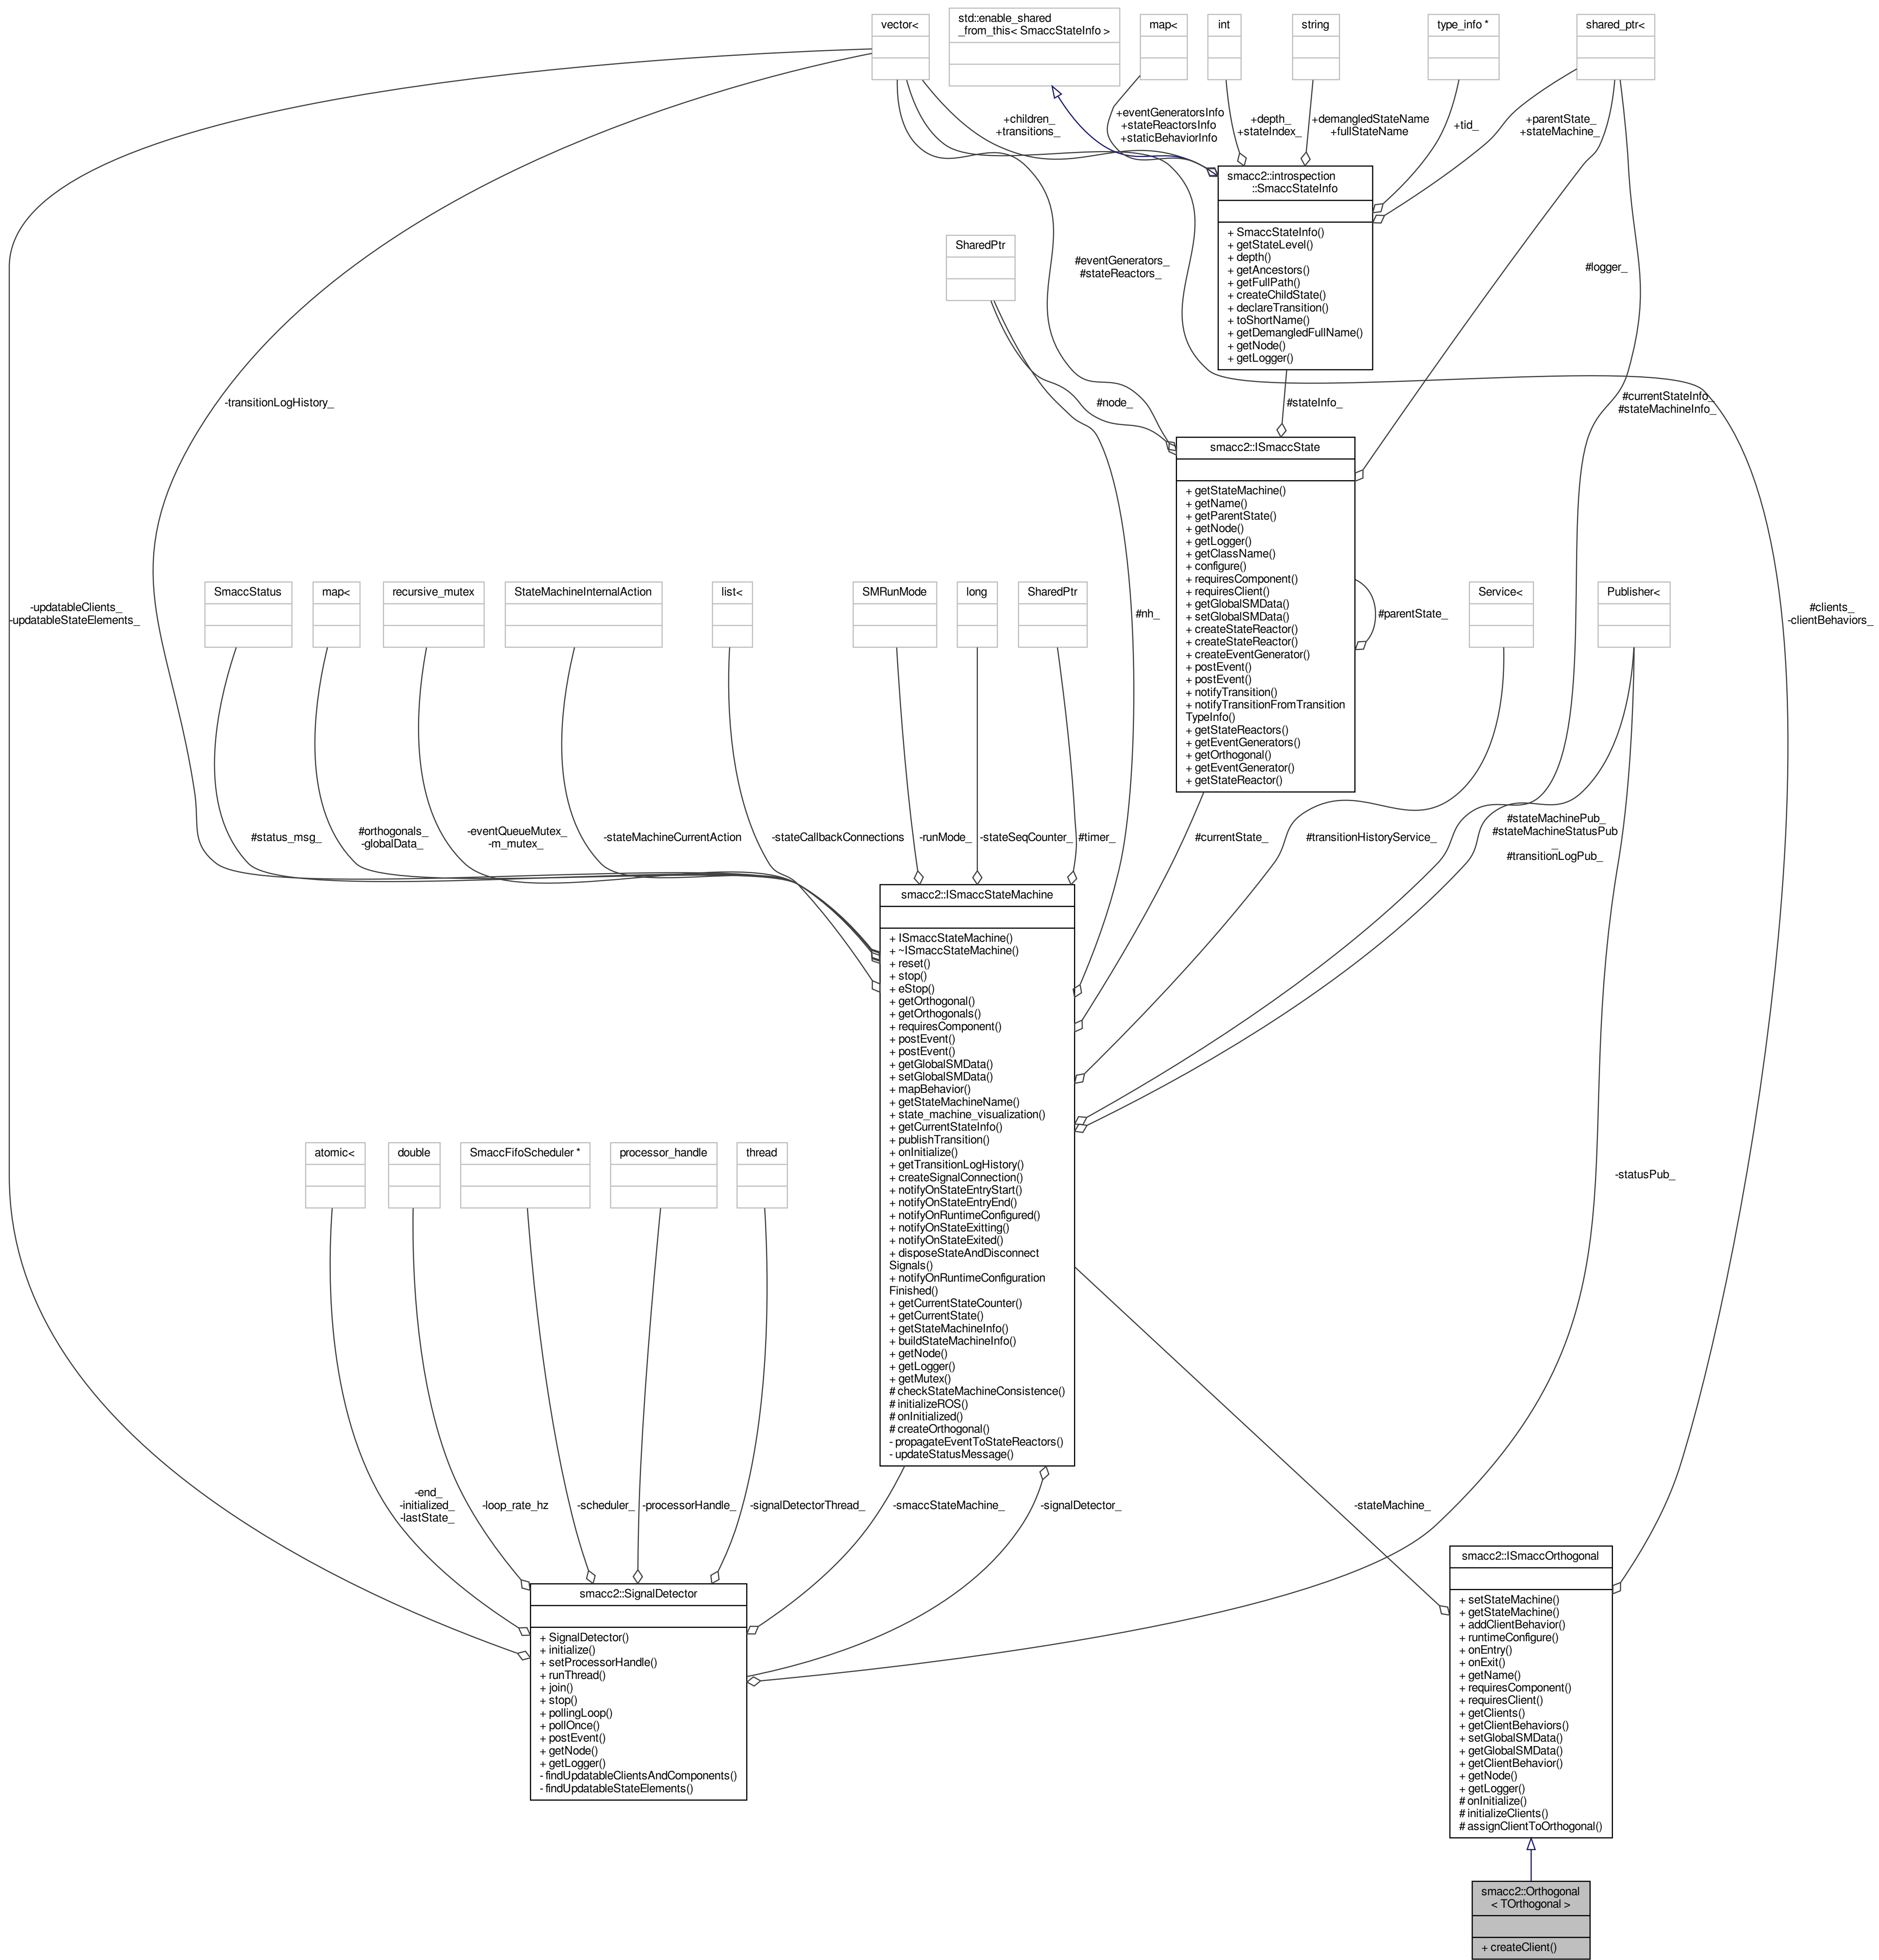 vector<
std::enable_shared
_from_this< SmaccStateInfo >
map<
int
string
type_info *
shared_ptr<
+children_
+transitions_
+eventGeneratorsInfo
+stateReactorsInfo
+staticBehaviorInfo
+depth_
+stateIndex_
+demangledStateName
+fullStateName
+tid_
+parentState_
+stateMachine_
smacc2::introspection
::SmaccStateInfo
+ SmaccStateInfo()
+ getStateLevel()
+ depth()
+ getAncestors()
+ getFullPath()
+ createChildState()
+ declareTransition()
+ toShortName()
+ getDemangledFullName()
+ getNode()
+ getLogger()
SharedPtr
#eventGenerators_
#stateReactors_
#logger_
-transitionLogHistory_
#node_
#stateInfo_
#currentStateInfo_
#stateMachineInfo_
smacc2::ISmaccState
+ getStateMachine()
+ getName()
+ getParentState()
+ getNode()
+ getLogger()
+ getClassName()
+ configure()
+ requiresComponent()
+ requiresClient()
+ getGlobalSMData()
+ setGlobalSMData()
+ createStateReactor()
+ createStateReactor()
+ createEventGenerator()
+ postEvent()
+ postEvent()
+ notifyTransition()
+ notifyTransitionFromTransition
TypeInfo()
+ getStateReactors()
+ getEventGenerators()
+ getOrthogonal()
+ getEventGenerator()
+ getStateReactor()
#parentState_
-updatableClients_
-updatableStateElements_
SmaccStatus
map<
recursive_mutex
StateMachineInternalAction
list<
SMRunMode
long
SharedPtr
#nh_
Service<
Publisher<
#clients_
-clientBehaviors_
#status_msg_
#orthogonals_
-globalData_
-eventQueueMutex_
-m_mutex_
-stateMachineCurrentAction
-stateCallbackConnections
-runMode_
-stateSeqCounter_
#timer_
#currentState_
#transitionHistoryService_
#stateMachinePub_
#stateMachineStatusPub
_
#transitionLogPub_
smacc2::ISmaccStateMachine
+ ISmaccStateMachine()
+ ~ISmaccStateMachine()
+ reset()
+ stop()
+ eStop()
+ getOrthogonal()
+ getOrthogonals()
+ requiresComponent()
+ postEvent()
+ postEvent()
+ getGlobalSMData()
+ setGlobalSMData()
+ mapBehavior()
+ getStateMachineName()
+ state_machine_visualization()
+ getCurrentStateInfo()
+ publishTransition()
+ onInitialize()
+ getTransitionLogHistory()
+ createSignalConnection()
+ notifyOnStateEntryStart()
+ notifyOnStateEntryEnd()
+ notifyOnRuntimeConfigured()
+ notifyOnStateExitting()
+ notifyOnStateExited()
+ disposeStateAndDisconnect
Signals()
+ notifyOnRuntimeConfiguration
Finished()
+ getCurrentStateCounter()
+ getCurrentState()
+ getStateMachineInfo()
+ buildStateMachineInfo()
+ getNode()
+ getLogger()
+ getMutex()
# checkStateMachineConsistence()
# initializeROS()
# onInitialized()
# createOrthogonal()
- propagateEventToStateReactors()
- updateStatusMessage()
atomic<
double
SmaccFifoScheduler *
processor_handle
thread
-statusPub_
-end_
-initialized_
-lastState_
-loop_rate_hz
-scheduler_
-processorHandle_
-signalDetectorThread_
-smaccStateMachine_
-signalDetector_
-stateMachine_
smacc2::SignalDetector
+ SignalDetector()
+ initialize()
+ setProcessorHandle()
+ runThread()
+ join()
+ stop()
+ pollingLoop()
+ pollOnce()
+ postEvent()
+ getNode()
+ getLogger()
- findUpdatableClientsAndComponents()
- findUpdatableStateElements()
smacc2::ISmaccOrthogonal
+ setStateMachine()
+ getStateMachine()
+ addClientBehavior()
+ runtimeConfigure()
+ onEntry()
+ onExit()
+ getName()
+ requiresComponent()
+ requiresClient()
+ getClients()
+ getClientBehaviors()
+ setGlobalSMData()
+ getGlobalSMData()
+ getClientBehavior()
+ getNode()
+ getLogger()
# onInitialize()
# initializeClients()
# assignClientToOrthogonal()
smacc2::Orthogonal
< TOrthogonal >
+ createClient()